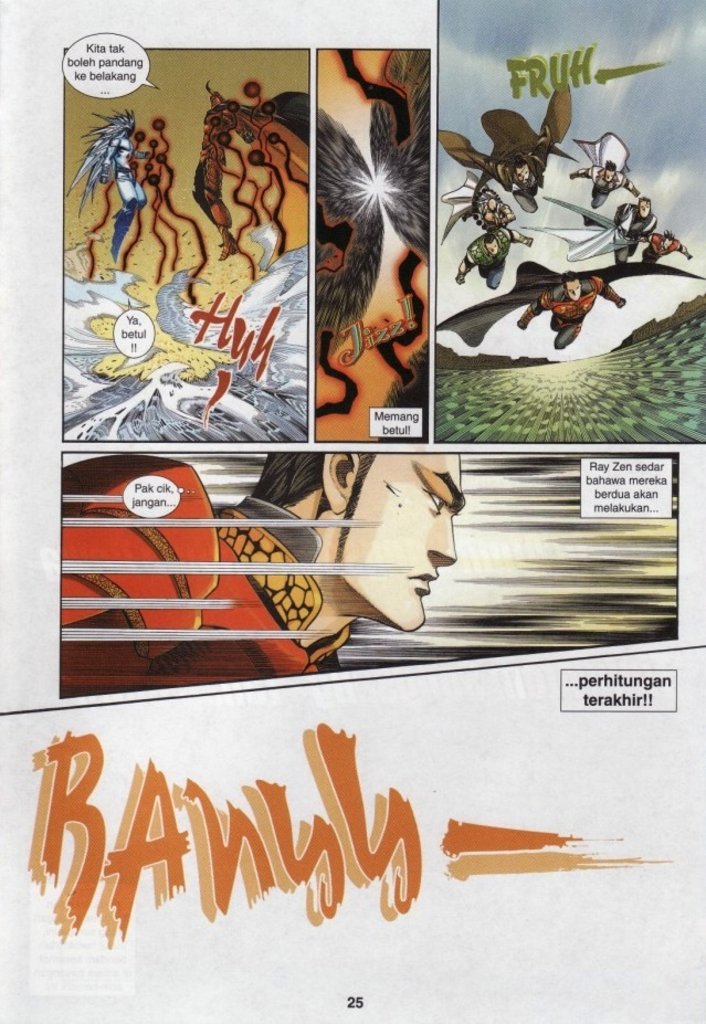 Kita tak
boleh pandang
ke belakang
...
FRUH
Ya,
betul
!!
Huh
Jizz!
Memang
betul!
Pak cik,
jangan...
Ray Zen sedar
bahawa mereka
berdua akan
melakukan...
...perhitungan
terakhir!!
25